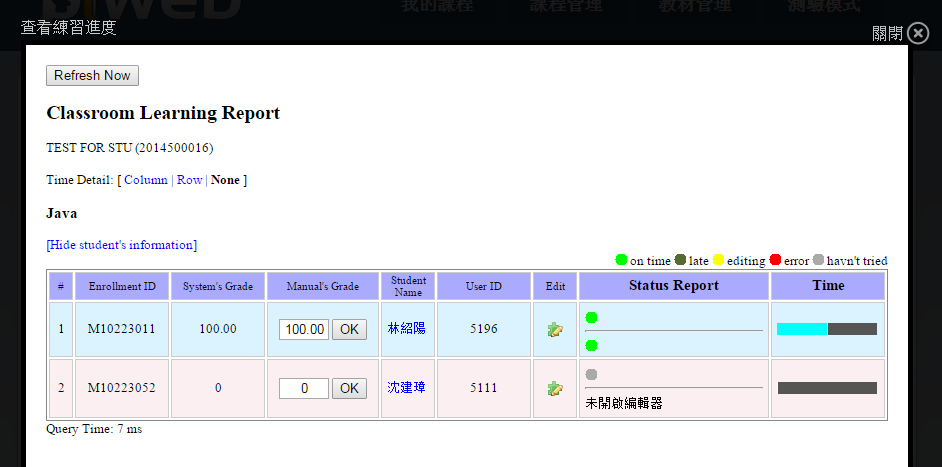 piWEB
我的課程 課程管理 教材管理 測驗模式
查看練習進度
關閉
Refresh Now
Classroom Learning Report
TEST FOR STU (2014500016)
Time Detail: [ Column | Row | None ]
Java
[Hide student's information]
on time late editing error havn't tried
# Enrollment ID System's Grade Manual's Grade Student Name User ID Edit Status Report Time
1 M10223011 100.00 100.00 OK 林紹陽 5196
2 M10223052 0 0 OK 沈建璋 5111 未開啟編輯器
Query Time: 7 ms